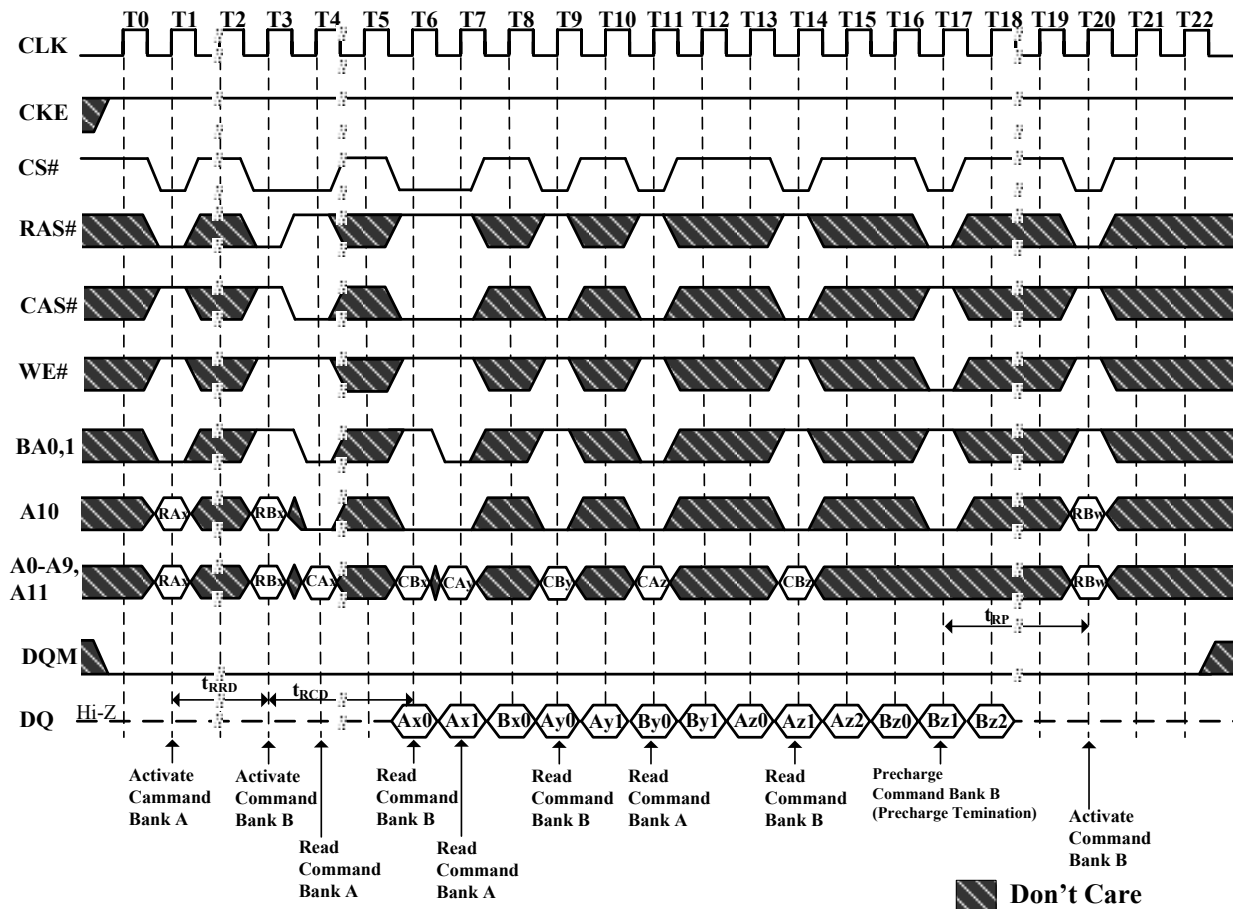 T0 T1 T2 T3 T4 T5 T6 T7 T8 T9 T10 T11 T12 T13 T14 T15 T16 T17 T18 T19 T20 T21 T22
CLK
CKE
CS#
RAS#
CAS#
WE#
BA0,1
A10 RAx RBx RBw
A0-A9,
A11
RAx RBx CAx CBx CAy CBy CAz CBz RBw
tRP
DQM
tRRD tRCD
DQ Hi-Z Ax0 Ax1 Bx0 Ay0 Ay1 By0 By1 Az0 Az1 Az2 Bz0 Bz1 Bz2
Activate
Cammand
Bank A
Activate
Command
Bank B
Read
Command
Bank A
Read
Command
Bank B
Read
Command
Bank A
Read
Command
Bank B
Read
Command
Bank A
Read
Command
Bank B
Precharge
Command Bank B
(Precharge Temination)
Activate
Command
Bank B
Don't Care